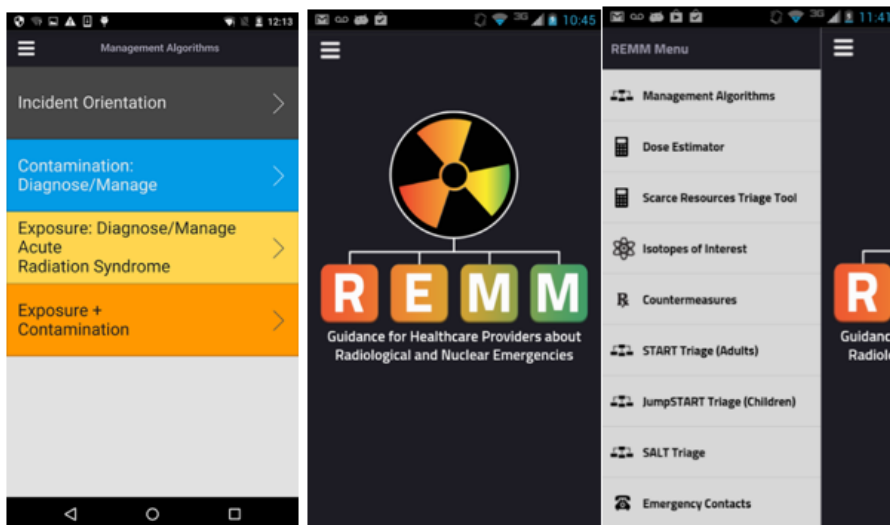 12:13
Management Algorithms
Incident Orientation
Contamination:
Diagnose/Manage
Exposure: Diagnose/Manage
Acute
Radiation Syndrome
Exposure +
Contamination
3G 10:45
R E M M
Guidance for Healthcare Providers about
Radiological and Nuclear Emergencies
3G 11:41
REMM Menu
Management Algorithms
Dose Estimator
Scarce Resources Triage Tool
Isotopes of Interest
Rx Countermeasures
START Triage (Adults)
JumpSTART Triage (Children)
SALT Triage
Emergency Contacts
R
Guidanc
Radiol